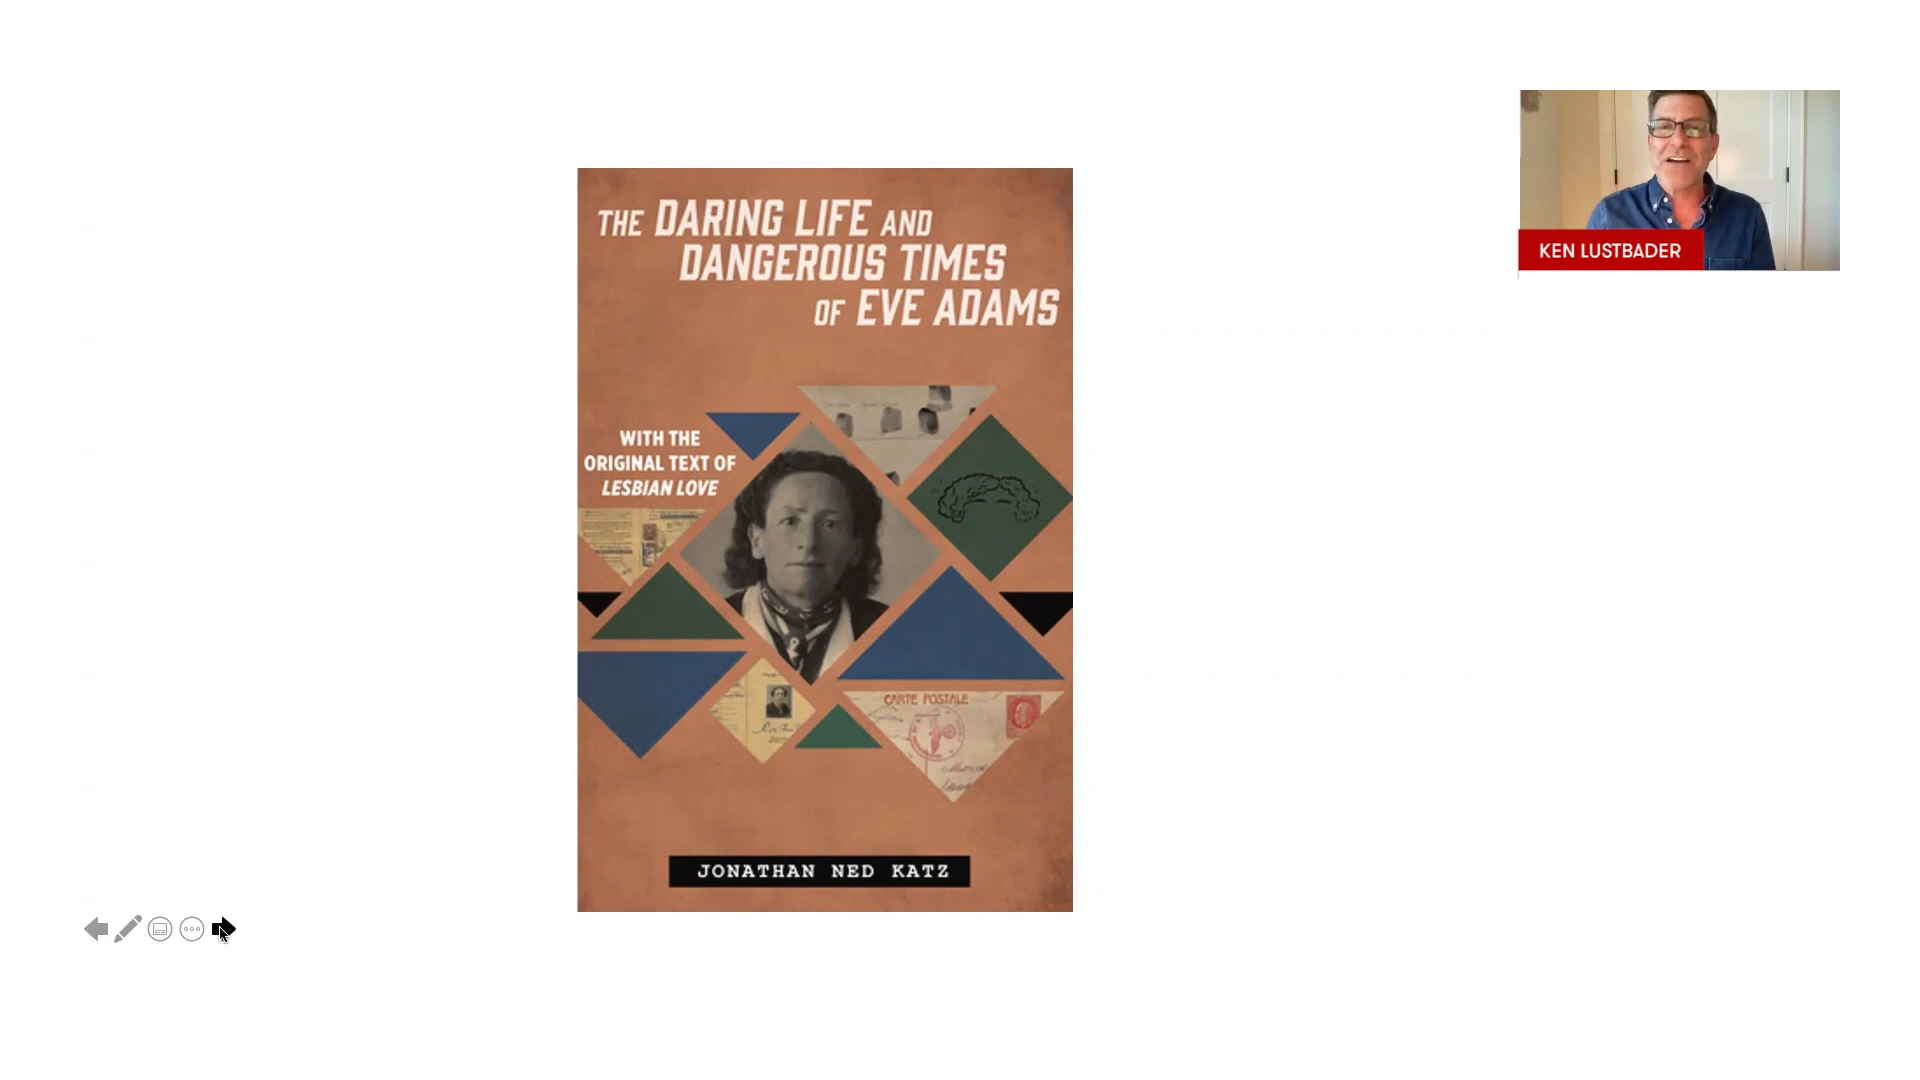 THE DARING LIFE AND
DANGEROUS TIMES
OF EVE ADAMS
WITH THE
ORIGINAL TEXT OF
LESBIAN LOVE
CARTE POSTALE
JONATHAN NED KATZ
KEN LUSTBADER